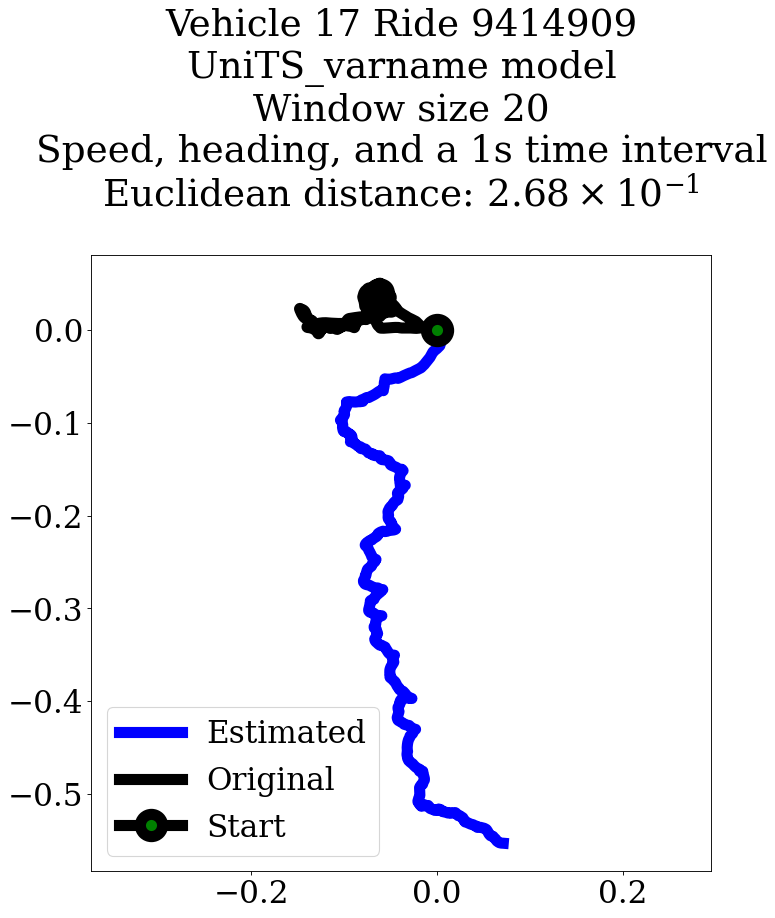 Vehicle 17 Ride 9414909
UniTS_varname model
Window size 20
Speed, heading, and a 1s time interval
Euclidean distance: 2.68 × 10⁻¹
0.0
−0.1
−0.2
−0.3
−0.4
−0.5
Estimated
Original
Start
−0.2 0.0 0.2